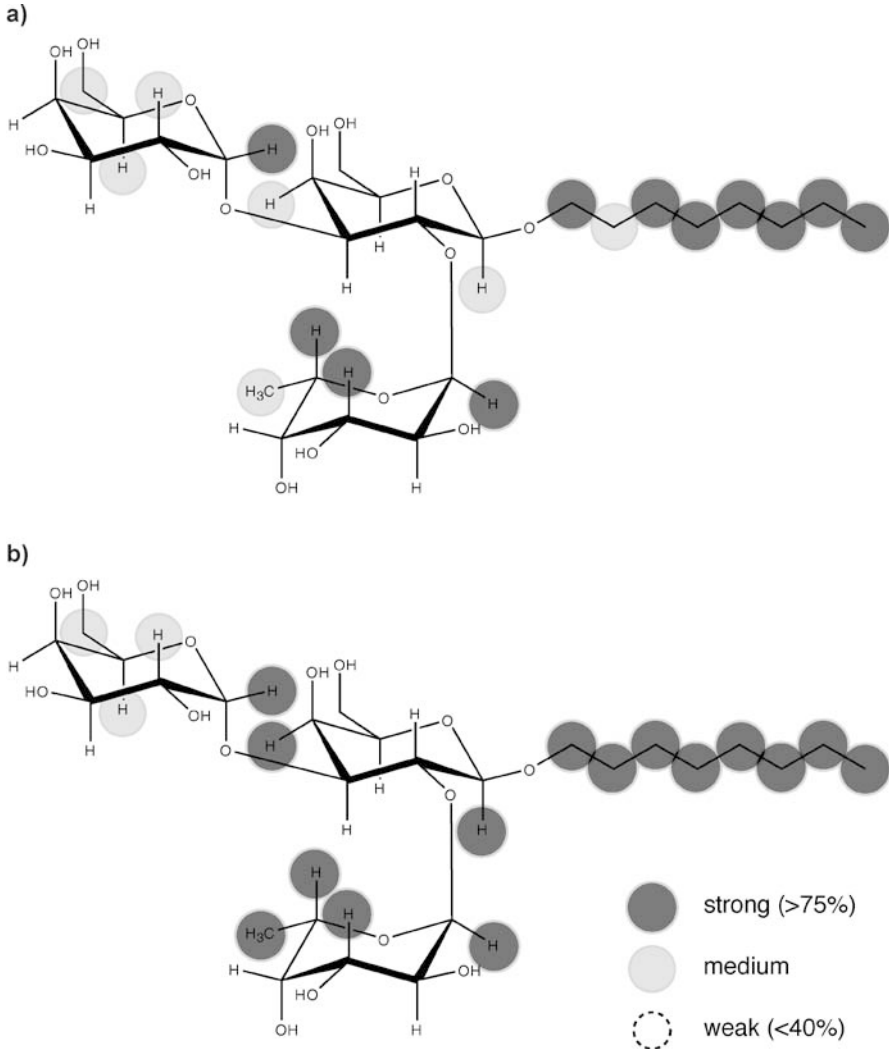 a)
OH
OH
H O
H
OH OH
HO H
H OH
H O
H O H
O
H
O
H H
H
H
H₃C O H
H OH
HO
OH H
b)
OH
OH
H O
H
OH OH
HO H
H OH
H O
H O H
O
H
O
H H
H
H
H₃C O H
H OH
HO
OH H
strong (>75%)
medium
weak (<40%)